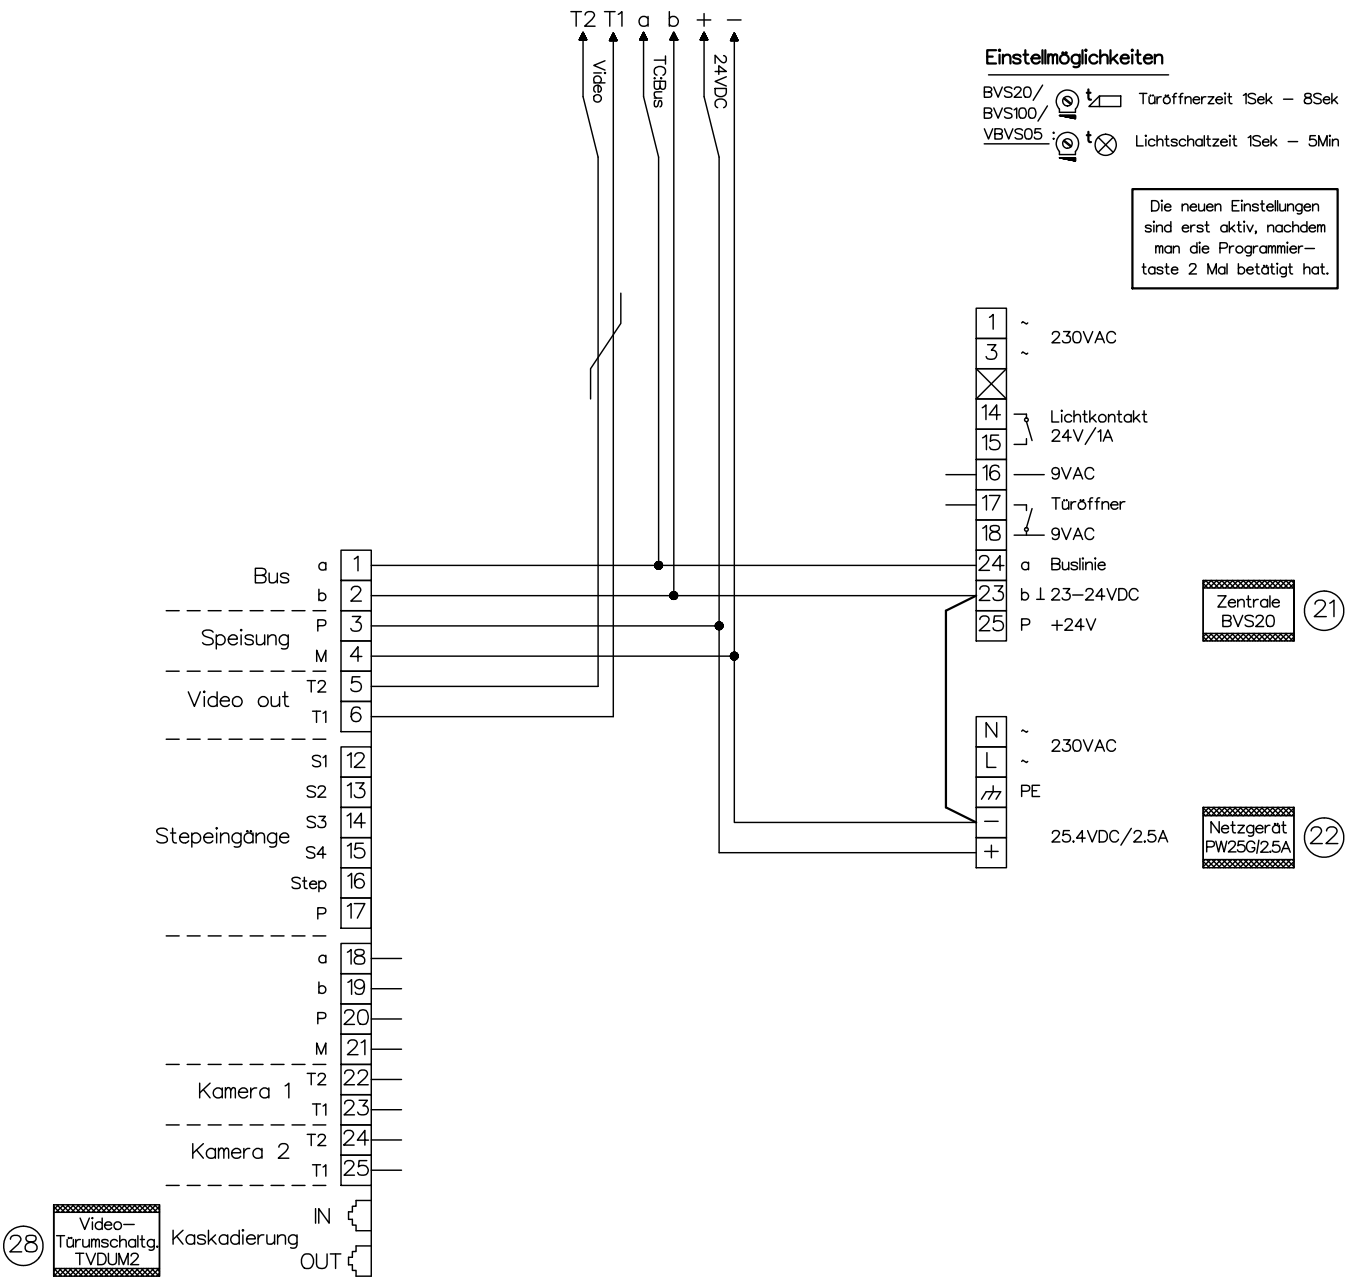 T2 T1 a b + −
Video
TC:Bus
24VDC
Einstellmöglichkeiten
BVS20/
BVS100/
VBVS05 :
t Türöffnerzeit 1Sek − 8Sek
t Lichtschaltzeit 1Sek − 5Min
Die neuen Einstellungen
sind erst aktiv, nachdem
man die Programmier−
taste 2 Mal betätigt hat.
1 ~
230VAC
3 ~
14 Lichtkontakt
15 24V/1A
16 9VAC
17 Türöffner
18 9VAC
24 a Buslinie
23 b ⊥ 23−24VDC
25 P +24V
Zentrale
BVS20
21
N ~
230VAC
L ~
PE
−
25.4VDC/2.5A
+
Netzgerät
PW25G/2.5A
22
Bus
a 1
b 2
Speisung
P 3
M 4
Video out
T2 5
T1 6
Stepeingänge
S1 12
S2 13
S3 14
S4 15
Step 16
P 17
a 18
b 19
P 20
M 21
Kamera 1
T2 22
T1 23
Kamera 2
T2 24
T1 25
Kaskadierung
IN
OUT
28
Video−
Türumschaltg.
TVDUM2